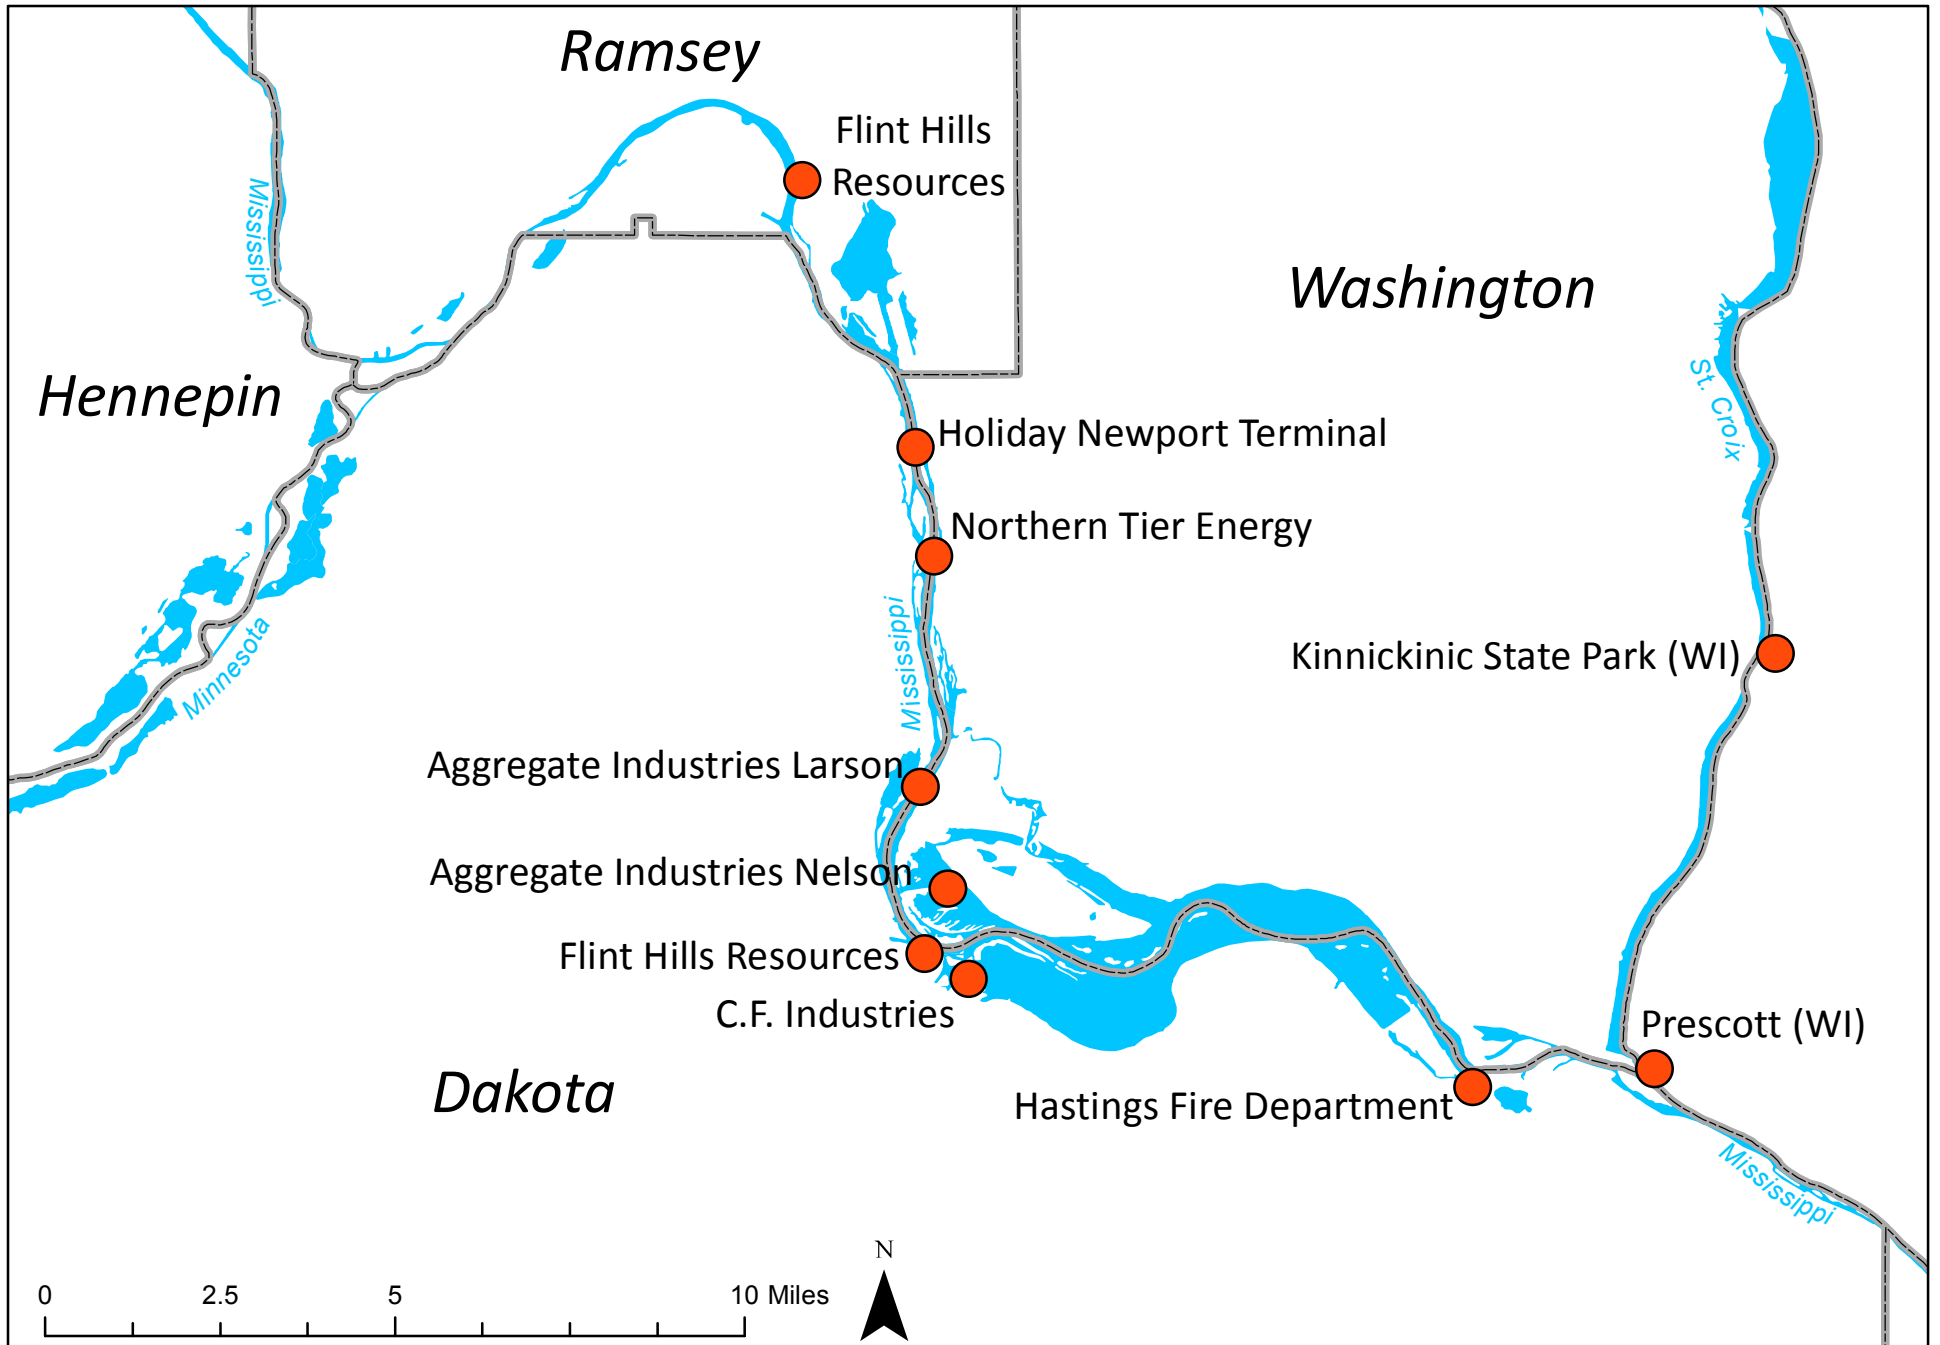 Ramsey
Flint Hills
Resources
Mississippi
Washington
Hennepin
St. Croix
Holiday Newport Terminal
Northern Tier Energy
Mississippi
Minnesota
Kinnickinic State Park (WI)
Aggregate Industries Larson
Aggregate Industries Nelson
Flint Hills Resources
C.F. Industries
Prescott (WI)
Dakota
Hastings Fire Department
Mississippi
N
0 2.5 5 10 Miles